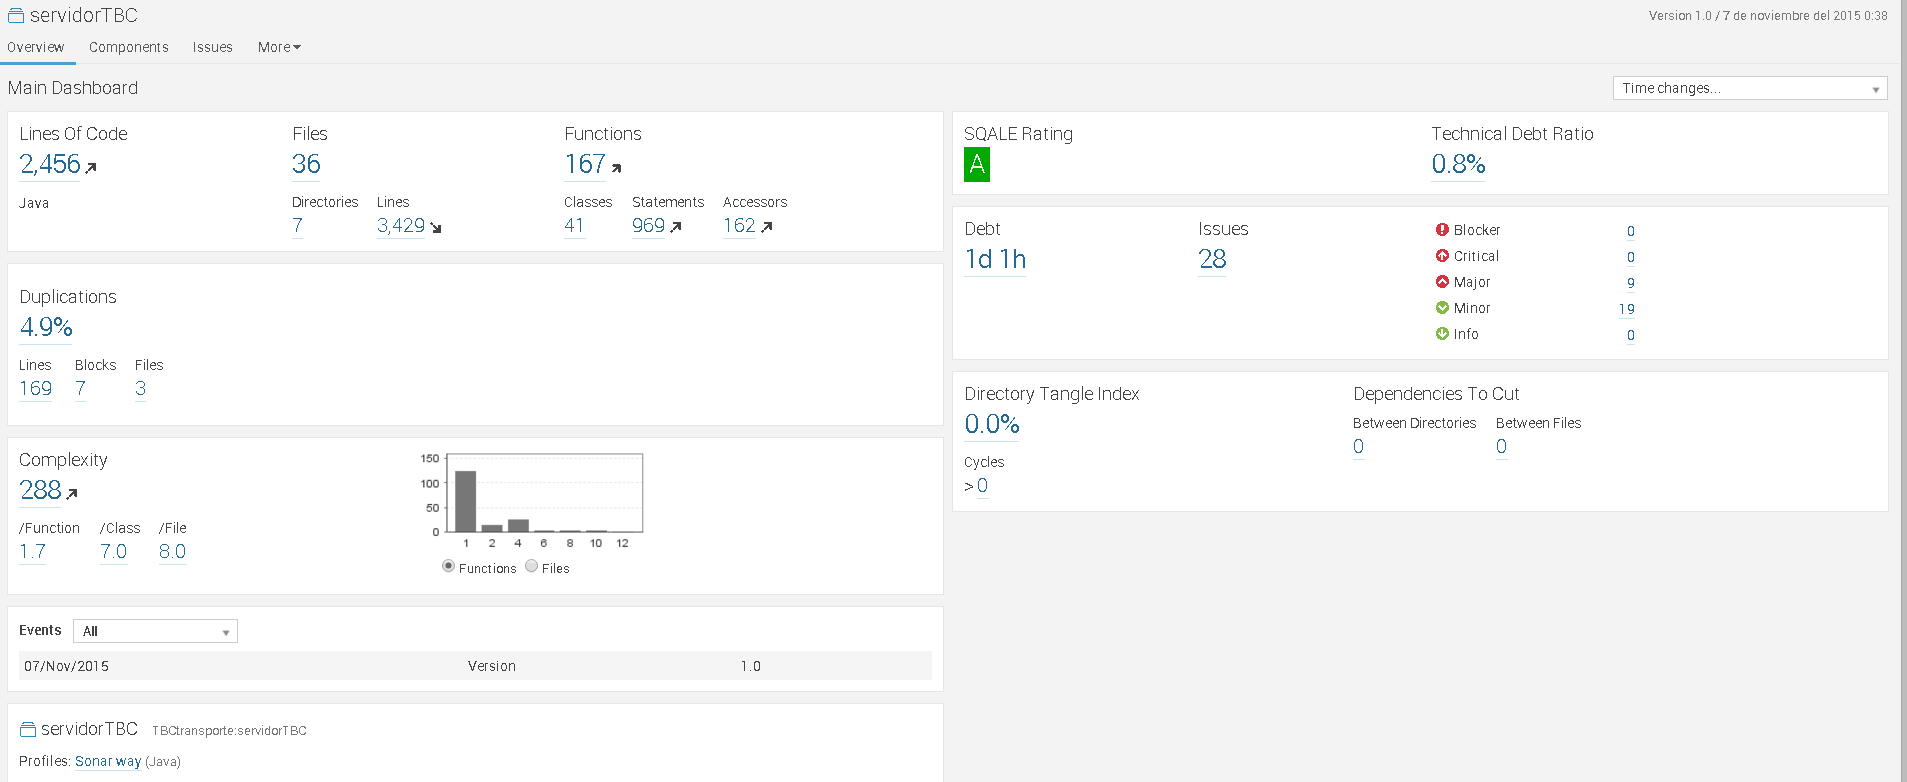 servidorTBC
Version 1.0 / 7 de noviembre del 2015 0:38
Overview Components Issues More
Main Dashboard
Time changes...
Lines Of Code Files Functions
2,456 36 167
Java
Directories Lines
7 3,429
Classes Statements Accessors
41 969 162
Duplications
4.9%
Lines Blocks Files
169 7 3
Complexity
288
/Function /Class /File
1.7 7.0 8.0
150
100
50
0
1 2 4 6 8 10 12
Functions Files
Events All
07/Nov/2015 Version 1.0
servidorTBC TBCtransporte:servidorTBC
Profiles: Sonar way (Java)
SQALE Rating Technical Debt Ratio
A 0.8%
Debt Issues
1d 1h 28
Blocker 0
Critical 0
Major 9
Minor 19
Info 0
Directory Tangle Index
0.0%
Cycles
> 0
Dependencies To Cut
Between Directories Between Files
0 0